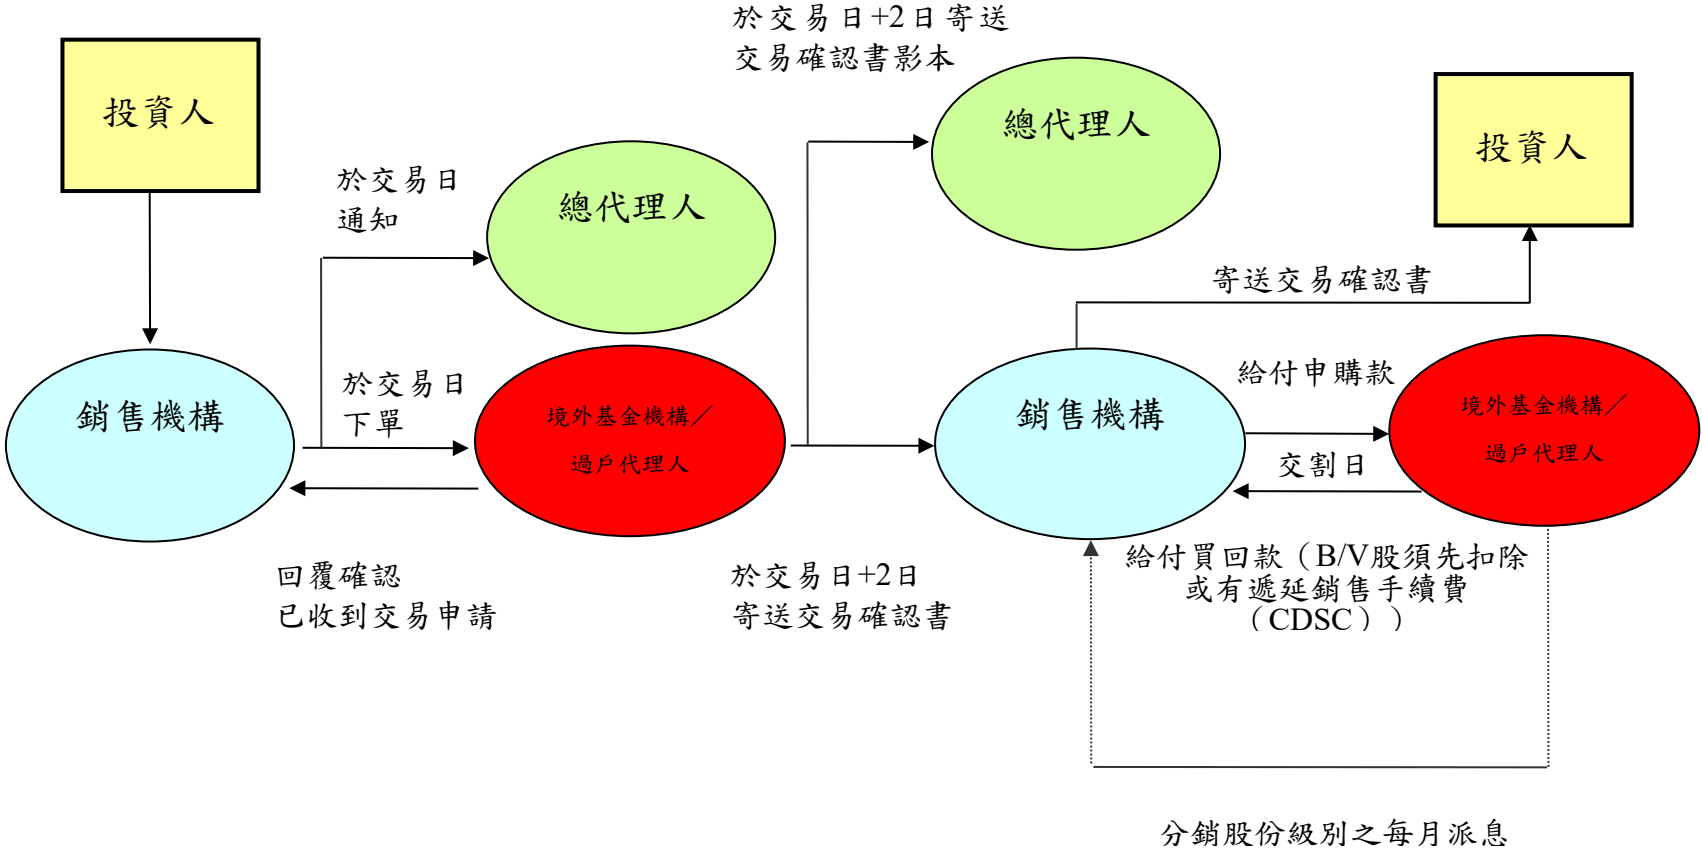 於交易日+2日寄送
交易確認書影本
投資人
總代理人
投資人
於交易日
通知
總代理人
寄送交易確認書
銷售機構
於交易日
下單
境外基金機構／
過戶代理人
銷售機構
給付申購款
交割日
境外基金機構／
過戶代理人
回覆確認
已收到交易申請
於交易日+2日
寄送交易確認書
給付買回款（B/V股須先扣除
或有遞延銷售手續費
（CDSC））
分銷股份級別之每月派息